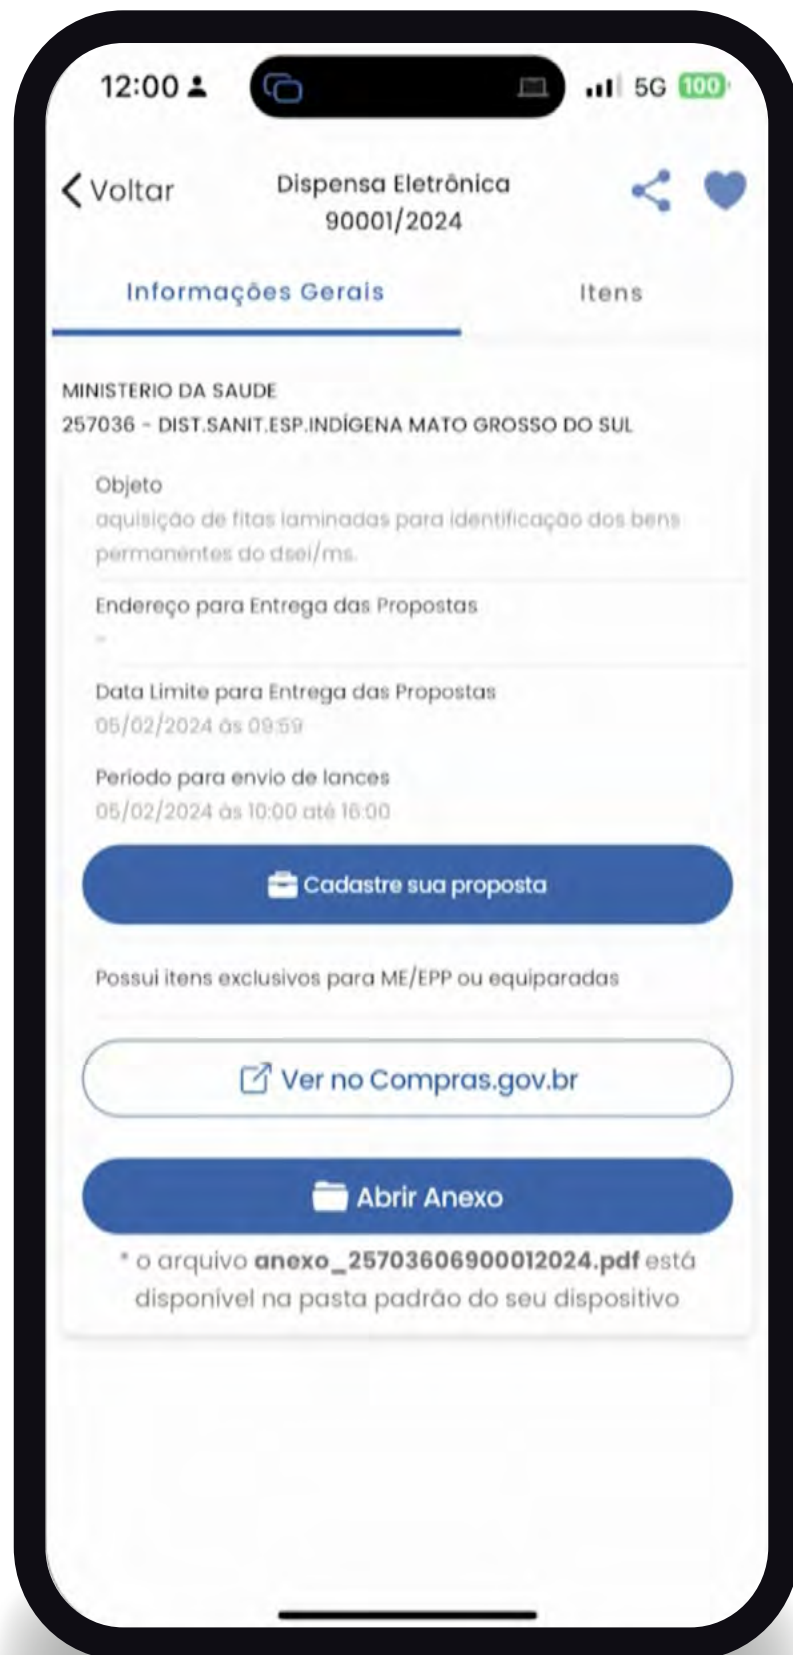 12:00
5G 100
Voltar
Dispensa Eletrônica
90001/2024
Informações Gerais
Itens
MINISTERIO DA SAUDE
257036 - DIST.SANIT.ESP.INDÍGENA MATO GROSSO DO SUL
Objeto
aquisição de fitas laminadas para identificação dos bens
permanentes do dsei/ms.
Endereço para Entrega das Propostas
-
Data Limite para Entrega das Propostas
05/02/2024 às 09:59
Período para envio de lances
05/02/2024 às 10:00 até 16:00
Cadastre sua proposta
Possui itens exclusivos para ME/EPP ou equiparadas
Ver no Compras.gov.br
Abrir Anexo
* o arquivo anexo_25703606900012024.pdf está
disponível na pasta padrão do seu dispositivo